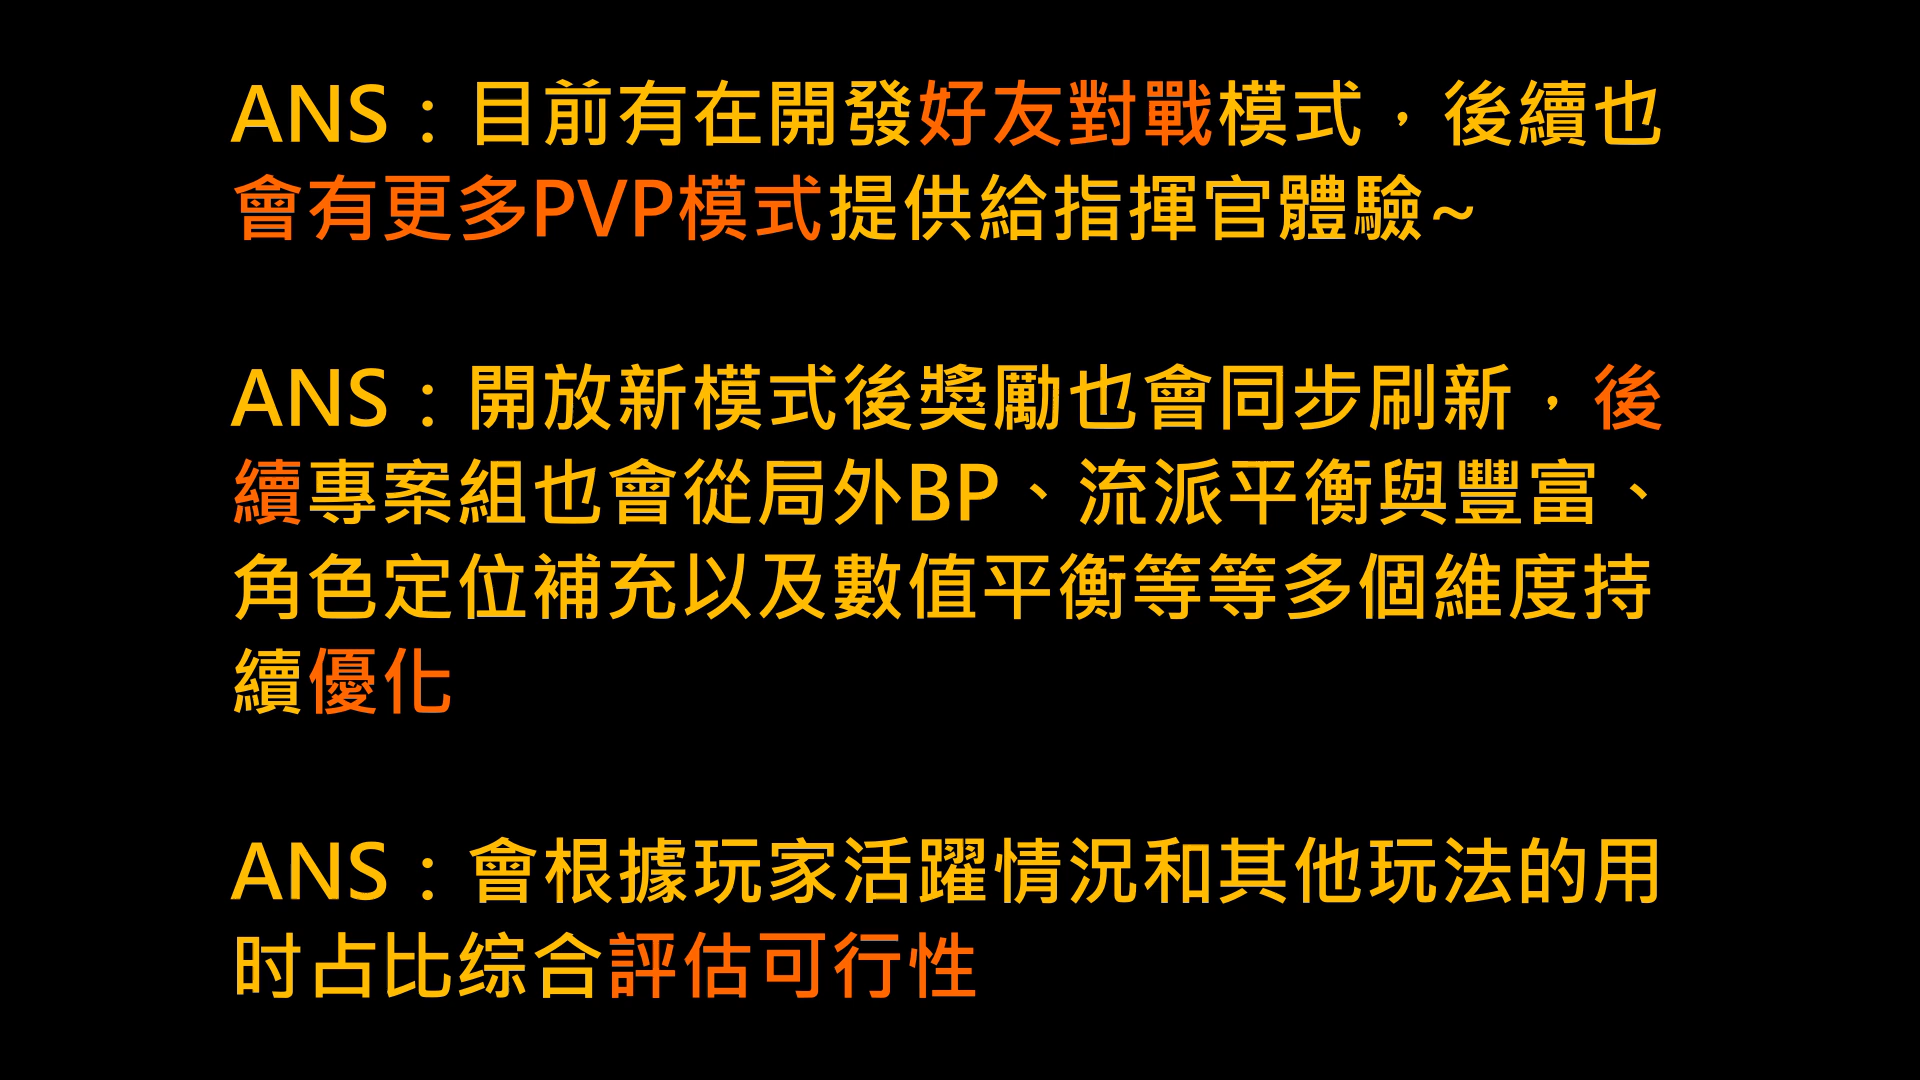 ANS：目前有在開發好友對戰模式，後續也
會有更多PVP模式提供給指揮官體驗~
ANS：開放新模式後獎勵也會同步刷新，後
續專案組也會從局外BP、流派平衡與豐富、
角色定位補充以及數值平衡等等多個維度持
續優化
ANS：會根據玩家活躍情況和其他玩法的用
时占比综合評估可行性